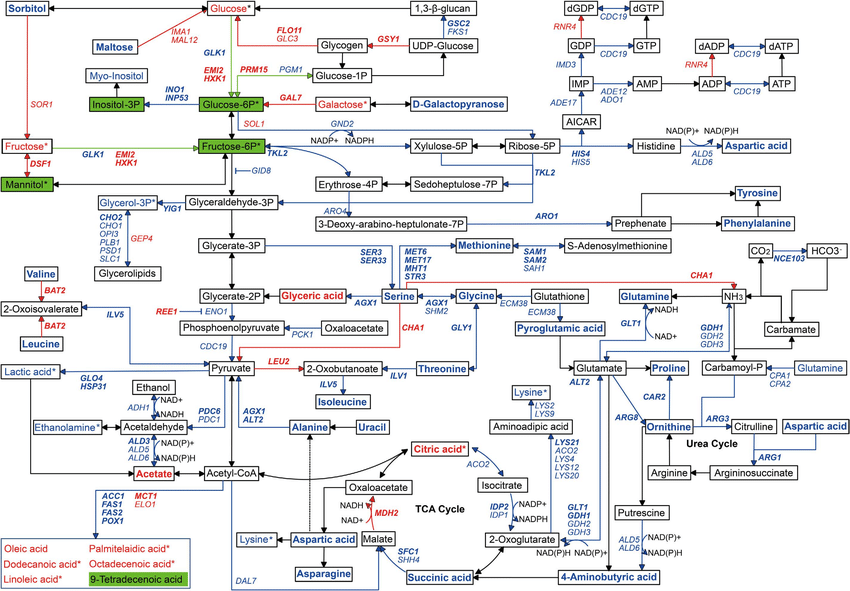 Sorbitol
Glucose*
1,3-β-glucan
dGDP
dGTP
CDC19
IMA1
MAL12
FLO11
GLC3
GSC2
FKS1
RNR4
Maltose
GLK1
Glycogen
GSY1
UDP-Glucose
GDP
CDC19
GTP
dADP
CDC19
dATP
Myo-Inositol
EMI2
HXK1
PRM15
PGM1
Glucose-1P
IMD3
RNR4
INO1
INP53
IMP
ADE12
ADO1
AMP
ADP
CDC19
ATP
Inositol-3P
Glucose-6P*
GAL7
Galactose*
D-Galactopyranose
ADE17
SOR1
SOL1
GND2
AICAR
NADP+
NADPH
NAD(P)+
NAD(P)H
Fructose*
GLK1
EMI2
HXK1
Fructose-6P*
TKL2
Xylulose-5P
Ribose-5P
HIS4
HIS5
Histidine
ALD5
ALD6
Aspartic acid
DSF1
GID8
TKL2
Mannitol*
Erythrose-4P
Sedoheptulose-7P
Tyrosine
Glycerol-3P*
YIG1
Glyceraldehyde-3P
ARO4
3-Deoxy-arabino-heptulonate-7P
ARO1
Prephenate
Phenylalanine
CHO2
CHO1
OPI3
PLB1
PSD1
SLC1
GEP4
Glycerate-3P
SER3
SER33
MET6
MET17
MHT1
STR3
Methionine
SAM1
SAM2
SAH1
S-Adenosylmethionine
CO2
NCE103
HCO3-
Glycerolipids
Valine
CHA1
BAT2
Glycerate-2P
Glyceric acid
AGX1
Serine
AGX1
SHM2
Glycine
ECM38
Glutathione
Glutamine
NH3
2-Oxoisovalerate
ILV5
REE1
ENO1
ECM38
NADH
BAT2
Phosphoenolpyruvate
PCK1
Oxaloacetate
CHA1
GLY1
Pyroglutamic acid
GLT1
NAD+
GDH1
GDH2
GDH3
Carbamate
Leucine
CDC19
Lactic acid*
GLO4
HSP31
Pyruvate
LEU2
2-Oxobutanoate
ILV1
Threonine
Glutamate
Proline
Carbamoyl-P
CPA1
CPA2
Glutamine
Ethanol
ILV5
ALT2
ADH1
NAD+
NADH
Isoleucine
Lysine*
CAR2
PDC6
PDC1
AGX1
ALT2
LYS2
LYS9
ARG8
ARG3
Ethanolamine*
Acetaldehyde
Alanine
Uracil
Aminoadipic acid
Ornithine
Citrulline
Aspartic acid
ALD3
ALD5
ALD6
NAD(P)+
NAD(P)H
Citric acid*
LYS21
ACO2
LYS4
LYS12
LYS20
Urea Cycle
ARG1
Acetate
Acetyl-CoA
ACO2
Arginine
Argininosuccinate
ACC1
FAS1
FAS2
POX1
MCT1
ELO1
Oxaloacetate
Isocitrate
NADH
NAD+
MDH2
TCA Cycle
IDP2
IDP1
NADP+
NADPH
GLT1
GDH1
GDH2
GDH3
Putrescine
Oleic acid
Palmitelaidic acid*
Lysine*
Aspartic acid
Malate
2-Oxoglutarate
NAD(P)H
NAD(P)+
ALD5
ALD6
NAD(P)+
NAD(P)H
Dodecanoic acid*
Octadecenoic acid*
SFC1
SHH4
Linoleic acid*
9-Tetradecenoic acid
DAL7
Asparagine
Succinic acid
4-Aminobutyric acid